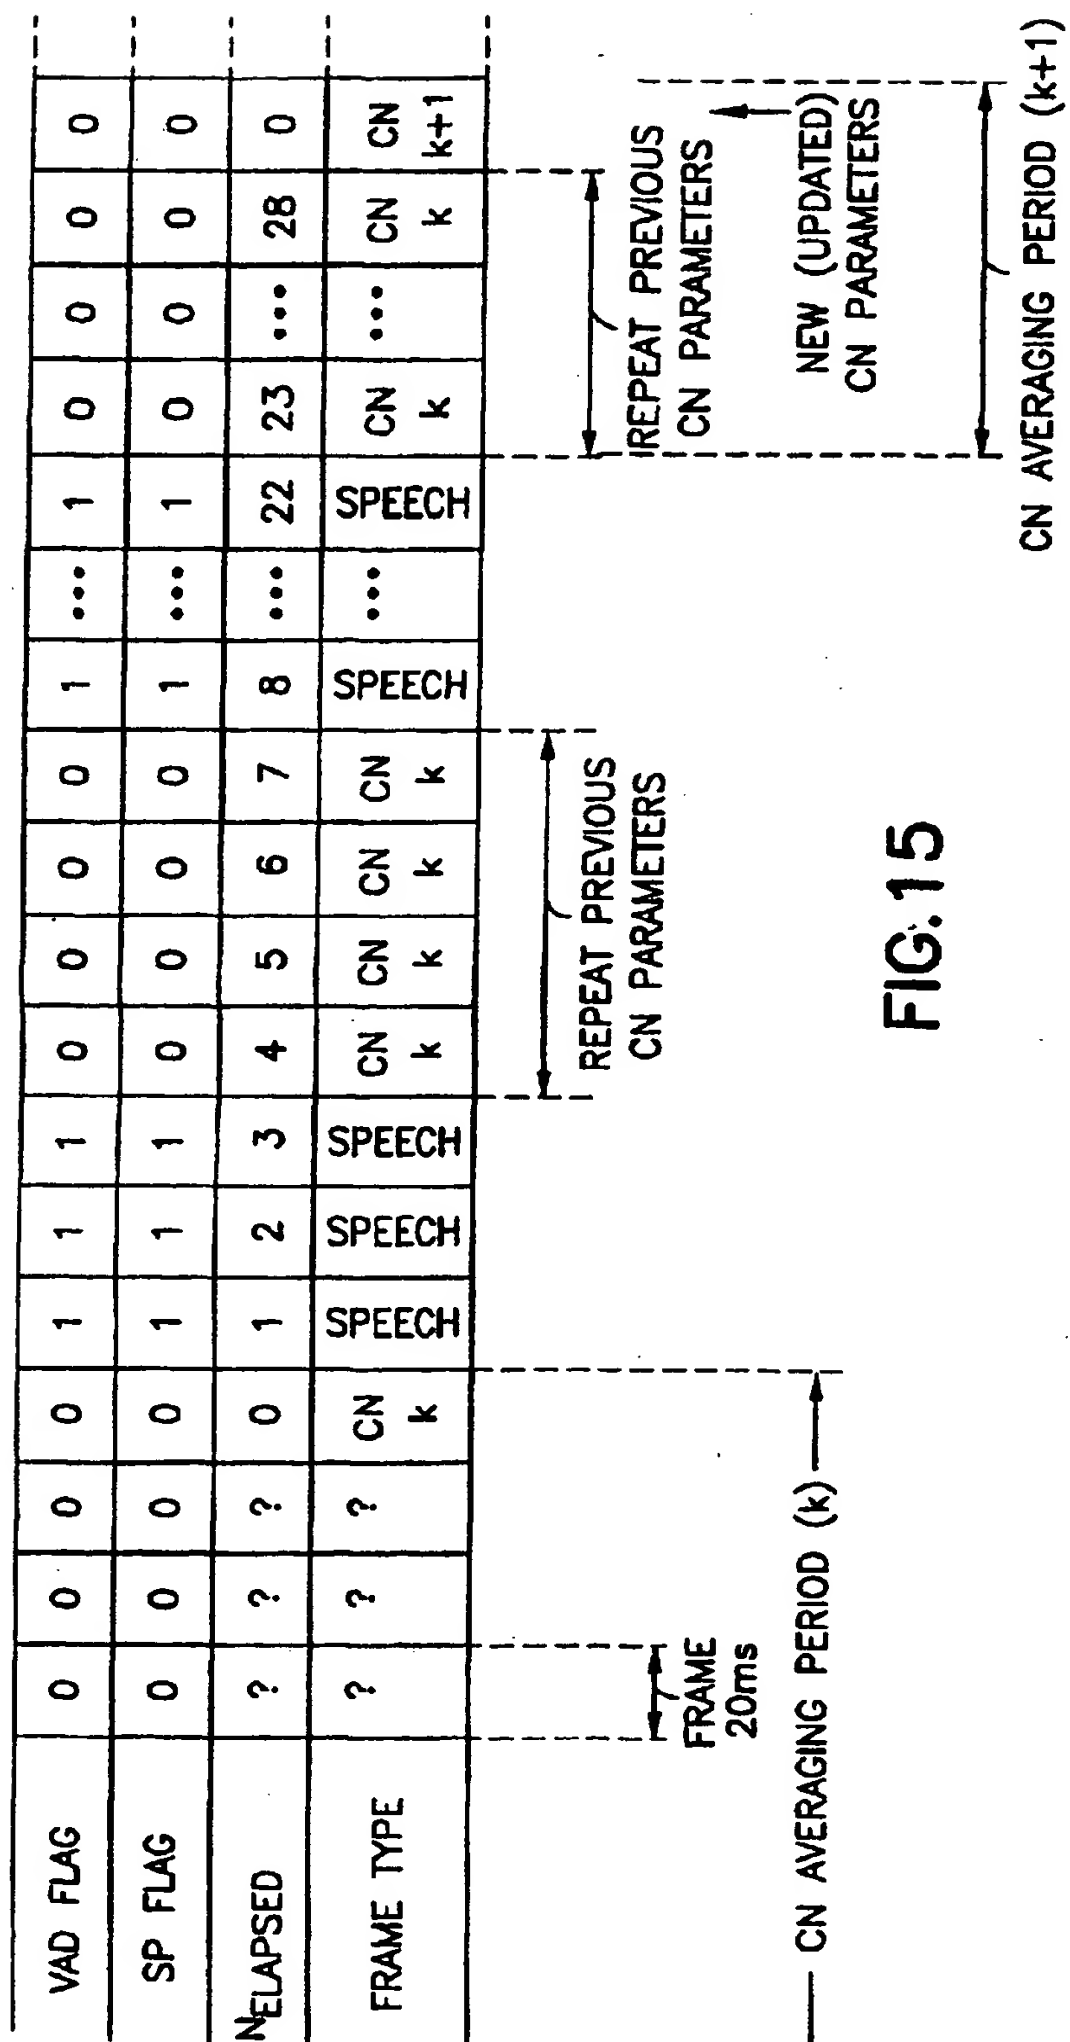 VAD FLAG 0 0 0 0 1 1 1 0 0 0 0 1 ... 1 0 0 0 0
SP FLAG 0 0 0 0 1 1 1 0 0 0 0 1 ... 1 0 0 0 0
NELAPSED ? ? ? 0 1 2 3 4 5 6 7 8 ... 22 23 ... 28 0
FRAME TYPE ? ? ? CN k SPEECH SPEECH SPEECH CN k CN k CN k CN k SPEECH ... SPEECH CN k ... CN k CN k+1
FRAME
20ms
REPEAT PREVIOUS
CN PARAMETERS
REPEAT PREVIOUS
CN PARAMETERS
NEW (UPDATED)
CN PARAMETERS
CN AVERAGING PERIOD (k)
CN AVERAGING PERIOD (k+1)
FIG.15